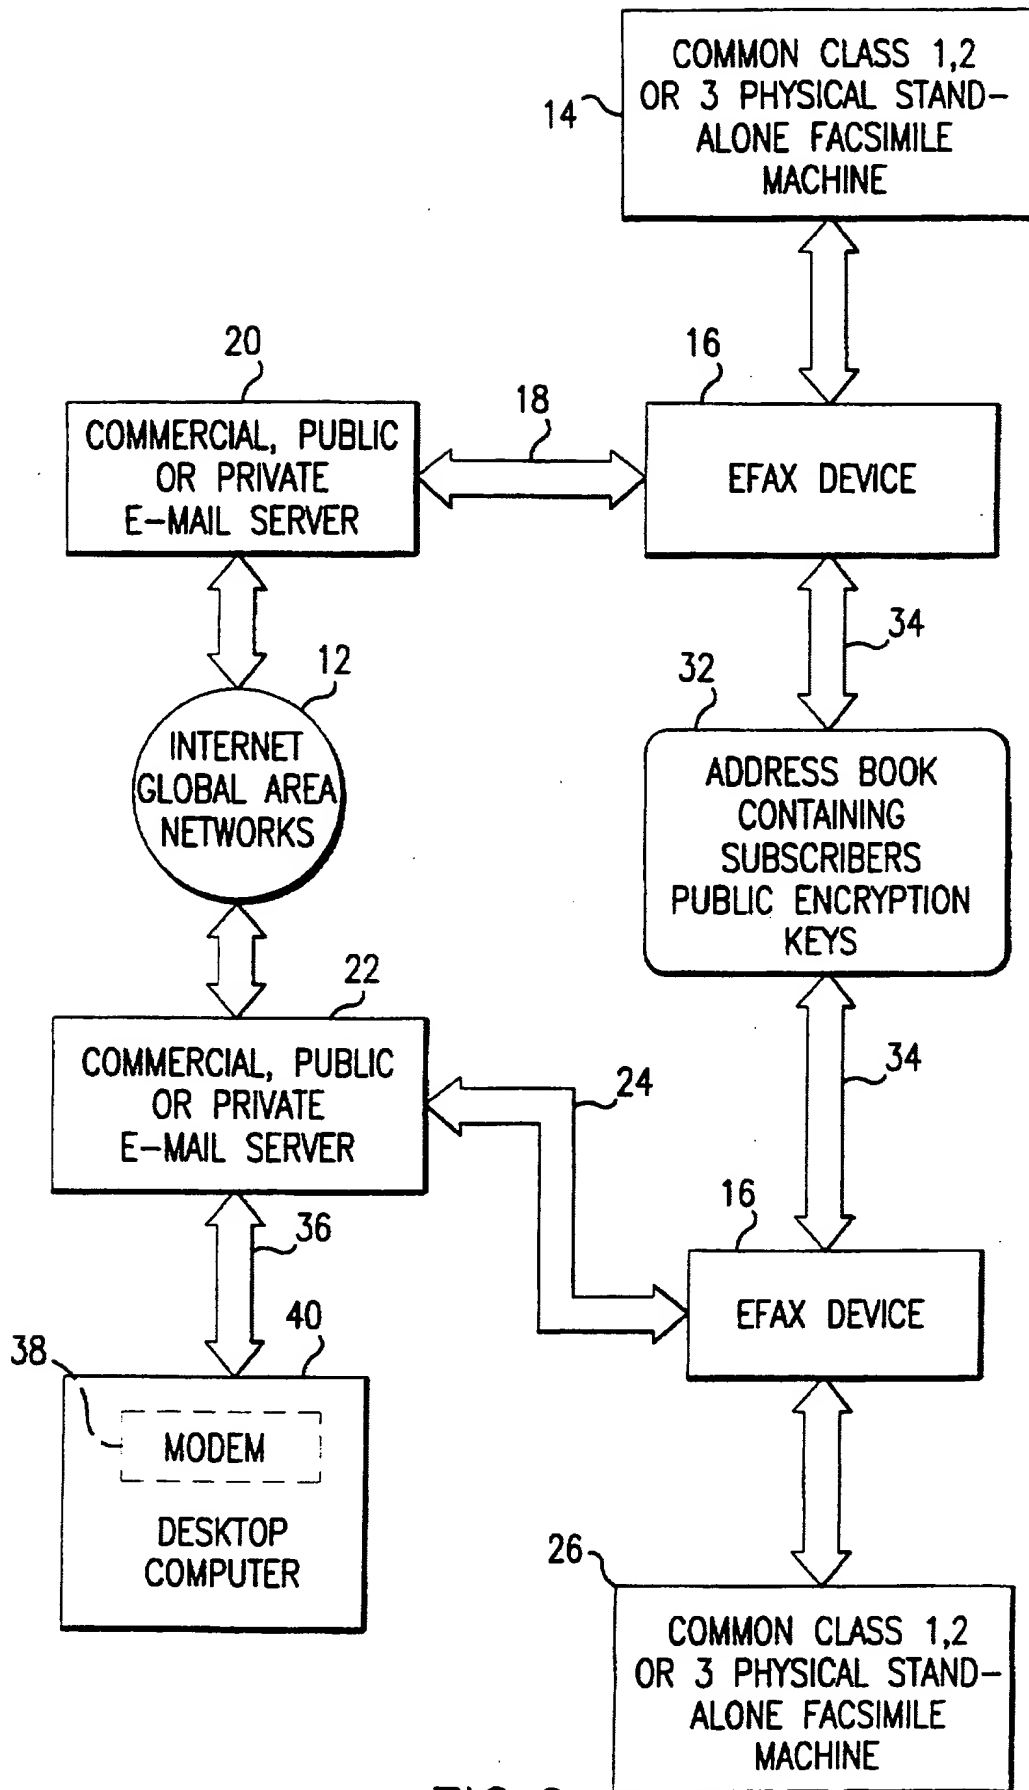 14
COMMON CLASS 1,2
OR 3 PHYSICAL STAND-
ALONE FACSIMILE
MACHINE
20
COMMERCIAL, PUBLIC
OR PRIVATE
E-MAIL SERVER
18
16
EFAX DEVICE
34
12
INTERNET
GLOBAL AREA
NETWORKS
32
ADDRESS BOOK
CONTAINING
SUBSCRIBERS
PUBLIC ENCRYPTION
KEYS
22
COMMERCIAL, PUBLIC
OR PRIVATE
E-MAIL SERVER
24
34
36
16
EFAX DEVICE
38
40
MODEM
DESKTOP
COMPUTER
26
COMMON CLASS 1,2
OR 3 PHYSICAL STAND-
ALONE FACSIMILE
MACHINE